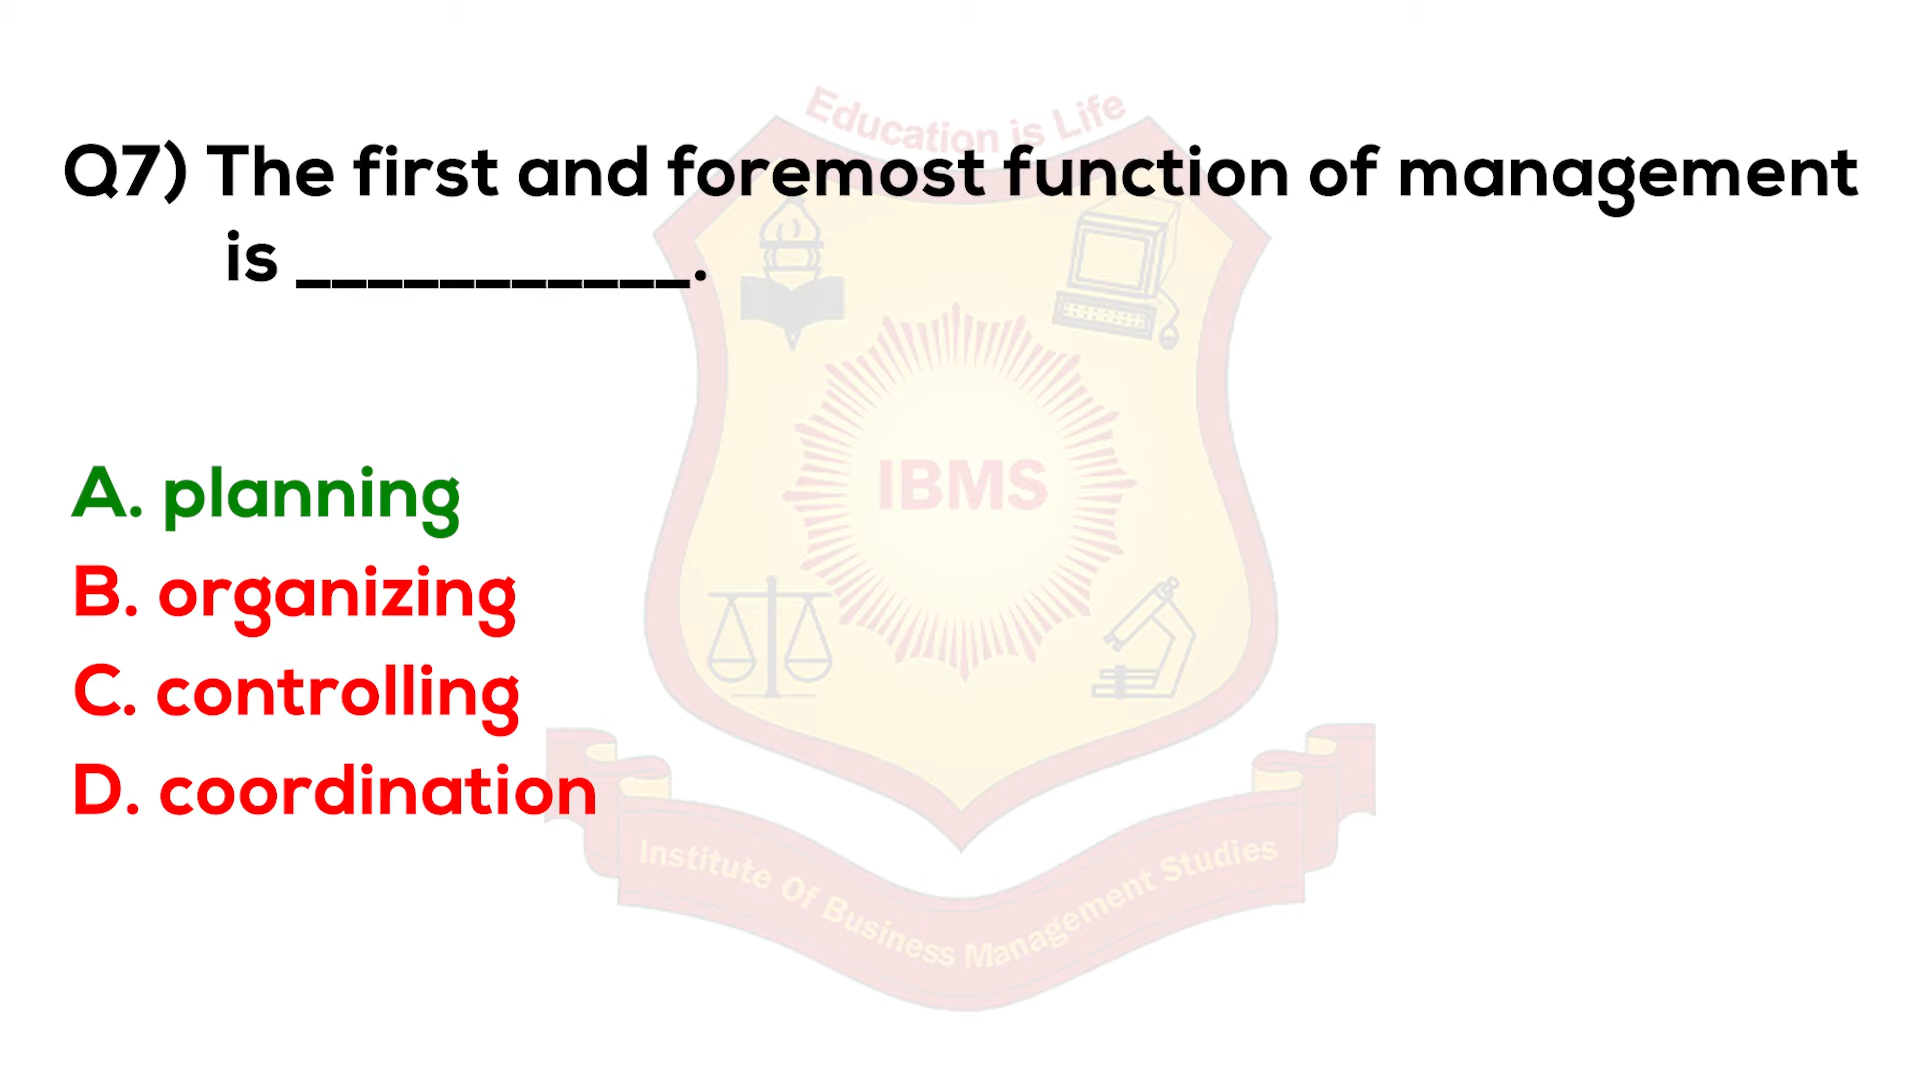 Education is Life
Q7) The first and foremost function of management
is ___________.
IBMS
A. planning
B. organizing
C. controlling
D. coordination
Institute Of Business Management Studies